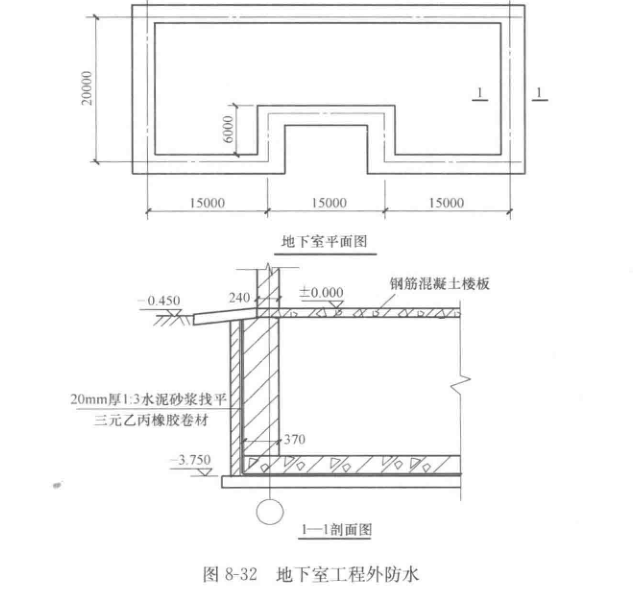 20000
6000
1 1
15000 15000 15000
地下室平面图
钢筋混凝土楼板
-0.450 240 ±0.000
20mm厚1:3水泥砂浆找平
三元乙丙橡胶卷材
370
-3.750
1—1剖面图
图 8-32 地下室工程外防水